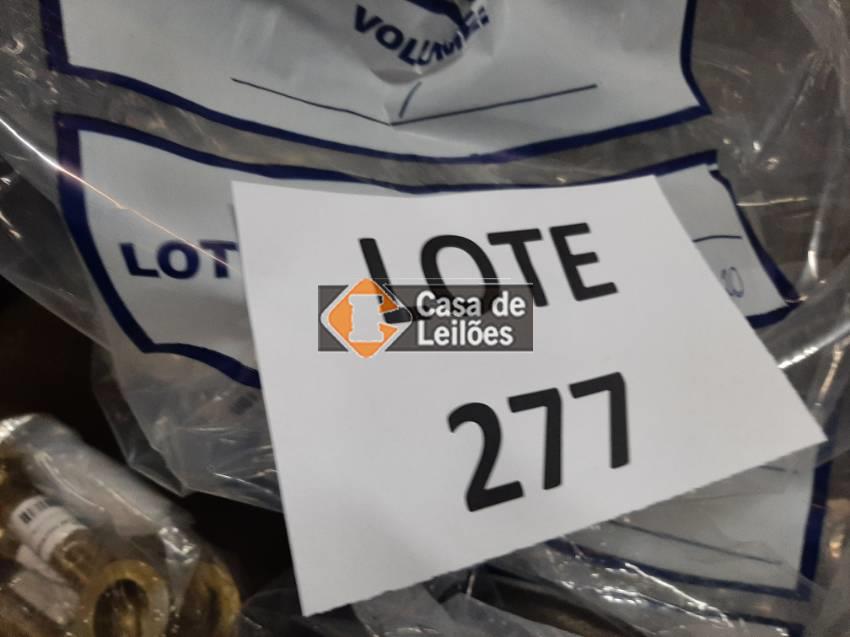 VOLUME:
LOT
LOTE
Casa de
Leilões
277